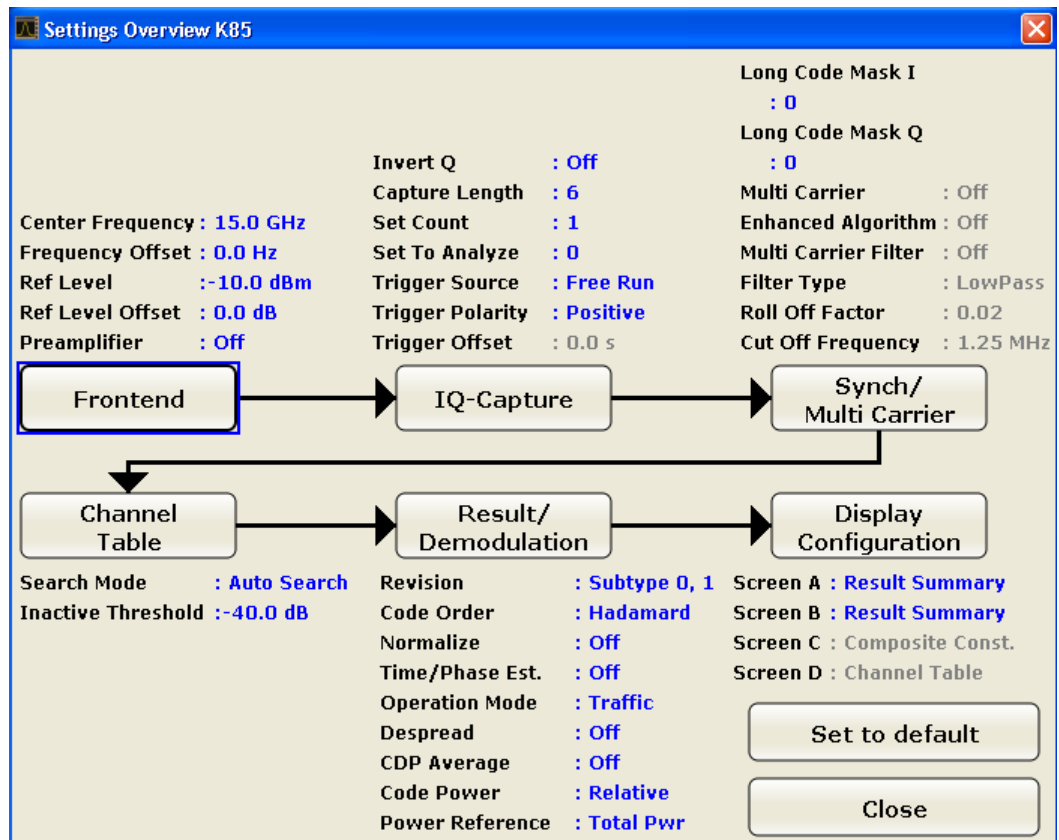 Settings Overview K85
Center Frequency : 15.0 GHz
Frequency Offset : 0.0 Hz
Ref Level :-10.0 dBm
Ref Level Offset : 0.0 dB
Preamplifier : Off
Invert Q : Off
Capture Length : 6
Set Count : 1
Set To Analyze : 0
Trigger Source : Free Run
Trigger Polarity : Positive
Trigger Offset : 0.0 s
Long Code Mask I
: 0
Long Code Mask Q
: 0
Multi Carrier : Off
Enhanced Algorithm : Off
Multi Carrier Filter : Off
Filter Type : LowPass
Roll Off Factor : 0.02
Cut Off Frequency : 1.25 MHz
Frontend
IQ-Capture
Synch/
Multi Carrier
Channel
Table
Result/
Demodulation
Display
Configuration
Search Mode : Auto Search
Inactive Threshold :-40.0 dB
Revision : Subtype 0, 1
Code Order : Hadamard
Normalize : Off
Time/Phase Est. : Off
Operation Mode : Traffic
Despread : Off
CDP Average : Off
Code Power : Relative
Power Reference : Total Pwr
Screen A : Result Summary
Screen B : Result Summary
Screen C : Composite Const.
Screen D : Channel Table
Set to default
Close